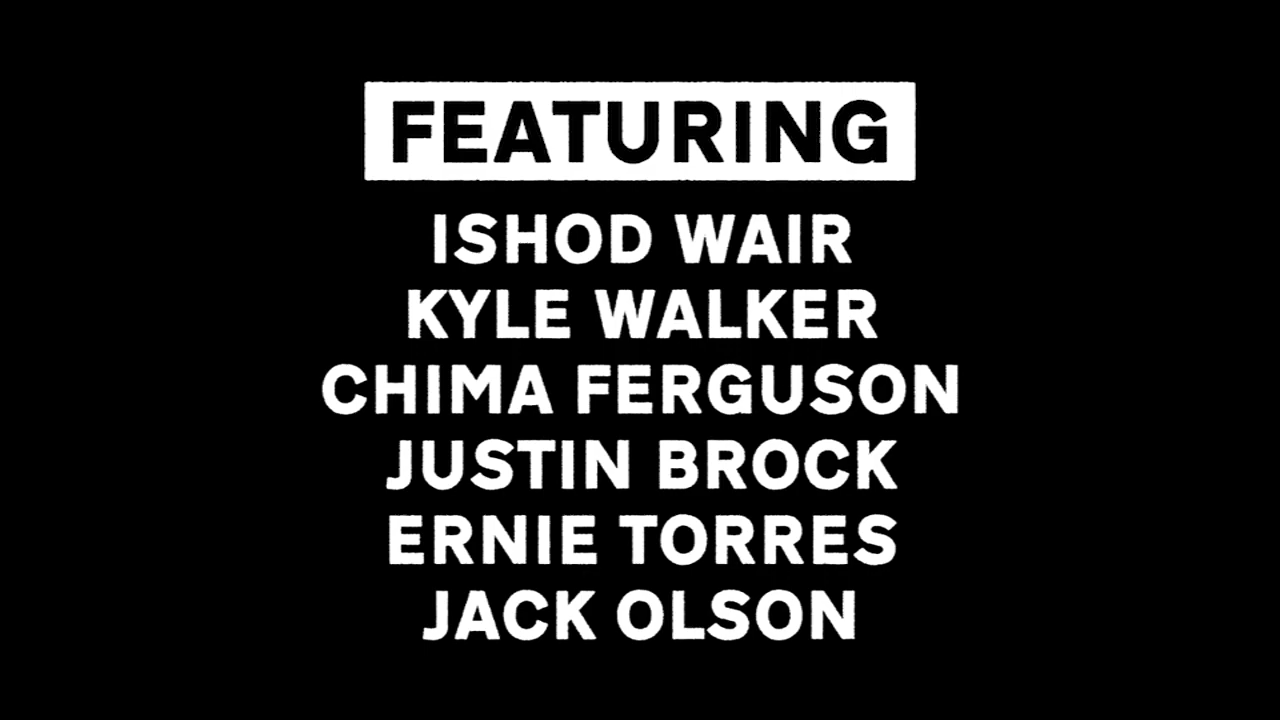 FEATURING
ISHOD WAIR
KYLE WALKER
CHIMA FERGUSON
JUSTIN BROCK
ERNIE TORRES
JACK OLSON